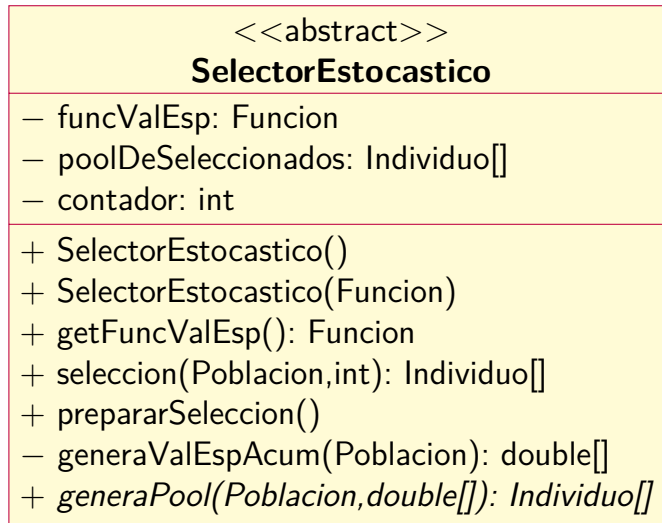 <<abstract>>
SelectorEstocastico
− funcValEsp: Funcion
− poolDeSeleccionados: Individuo[]
− contador: int
+ SelectorEstocastico()
+ SelectorEstocastico(Funcion)
+ getFuncValEsp(): Funcion
+ seleccion(Poblacion,int): Individuo[]
+ prepararSeleccion()
− generaValEspAcum(Poblacion): double[]
+ generaPool(Poblacion,double[]): Individuo[]